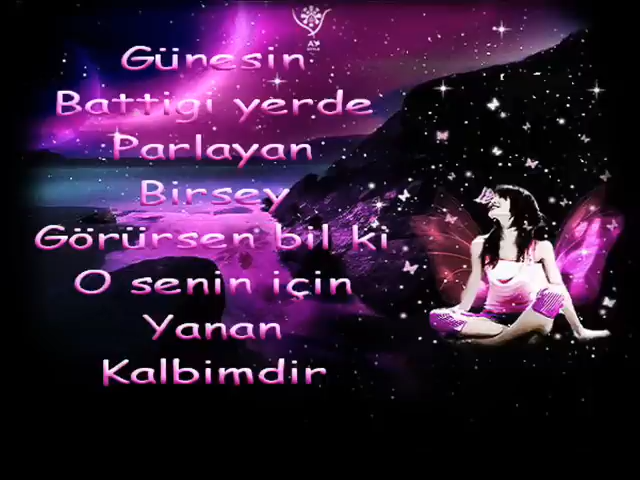 Günesin
Battigi yerde
Parlayan
Birsey
Görürsen bil ki
O senin için
Yanan
Kalbimdir